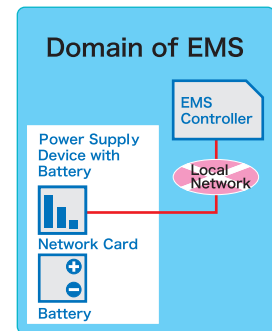 Domain of EMS
EMS
Controller
Power Supply
Device with
Battery
Local
Network
Network Card
Battery